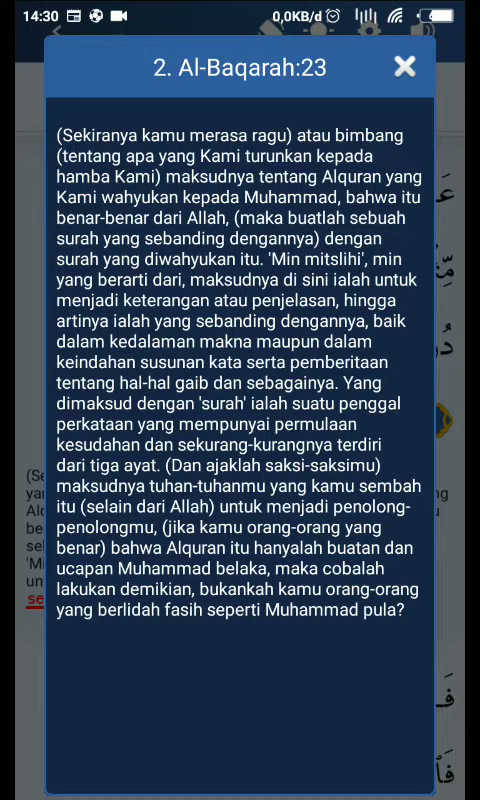 14:30
0,0KB/d
2. Al-Baqarah:23
(Sekiranya kamu merasa ragu) atau bimbang
(tentang apa yang Kami turunkan kepada
hamba Kami) maksudnya tentang Alquran yang
Kami wahyukan kepada Muhammad, bahwa itu
benar-benar dari Allah, (maka buatlah sebuah
surah yang sebanding dengannya) dengan
surah yang diwahyukan itu. 'Min mitslihi', min
yang berarti dari, maksudnya di sini ialah untuk
menjadi keterangan atau penjelasan, hingga
artinya ialah yang sebanding dengannya, baik
dalam kedalaman makna maupun dalam
keindahan susunan kata serta pemberitaan
tentang hal-hal gaib dan sebagainya. Yang
dimaksud dengan 'surah' ialah suatu penggal
perkataan yang mempunyai permulaan
kesudahan dan sekurang-kurangnya terdiri
dari tiga ayat. (Dan ajaklah saksi-saksimu)
maksudnya tuhan-tuhanmu yang kamu sembah
itu (selain dari Allah) untuk menjadi penolong-
penolongmu, (jika kamu orang-orang yang
benar) bahwa Alquran itu hanyalah buatan dan
ucapan Muhammad belaka, maka cobalah
lakukan demikian, bukankah kamu orang-orang
yang berlidah fasih seperti Muhammad pula?